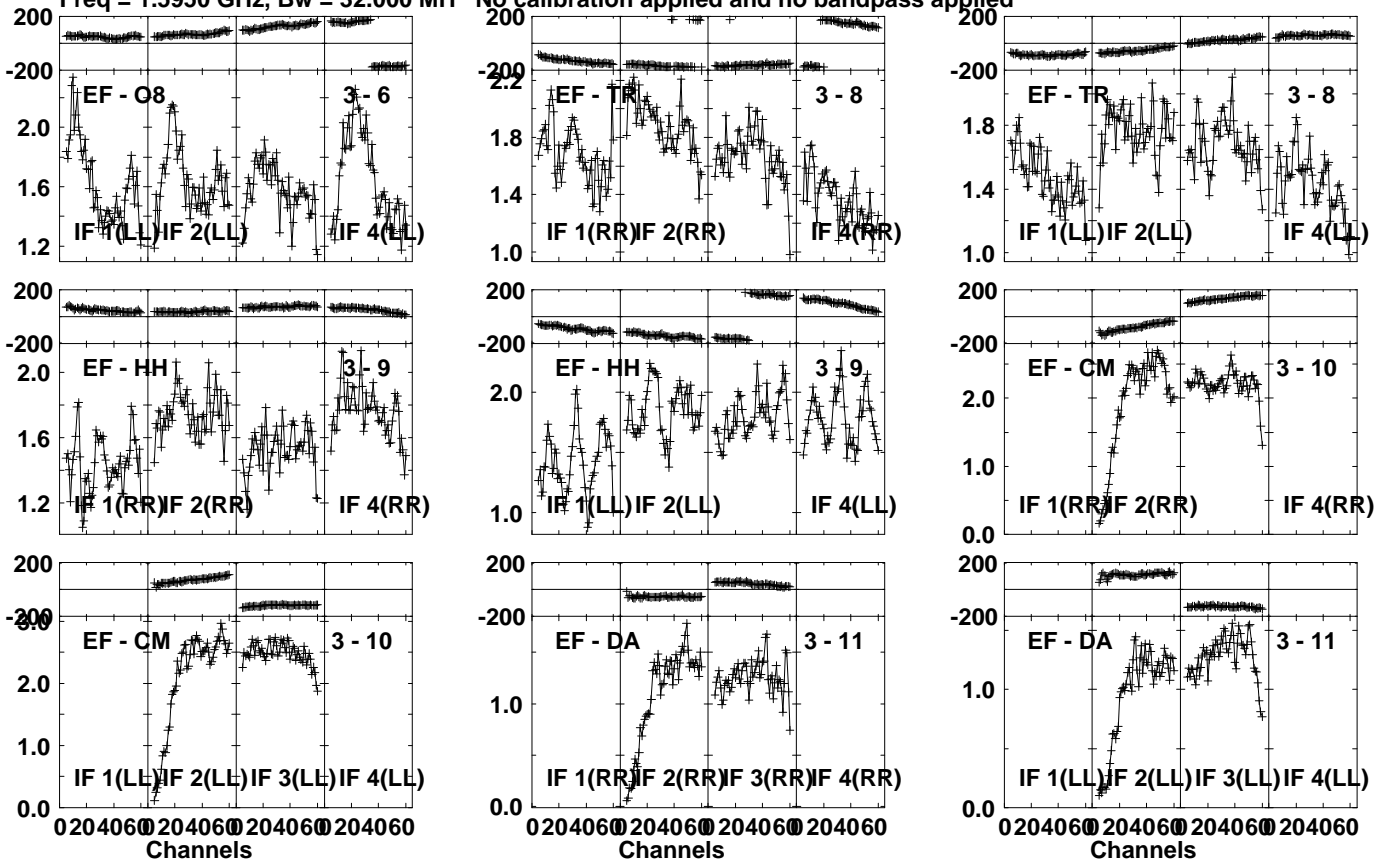 Freq = 1.5950 GHz, Bw = 32.000 MH No calibration applied and no bandpass applied
200
-200
EF - O8
3 - 6
2.0
1.6
1.2
IF 1(LL)
IF 2(LL)
IF 4(LL)
2.2
EF - TR
3 - 8
1.8
1.4
1.0
IF 1(RR)
IF 2(RR)
IF 4(RR)
200
-200
EF - TR
3 - 8
1.8
1.4
1.0
IF 1(LL)
IF 2(LL)
IF 4(LL)
200
-200
EF - HH
3 - 9
2.0
1.6
1.2
IF 1(RR)
IF 2(RR)
IF 4(RR)
200
-200
EF - HH
3 - 9
2.0
1.0
IF 1(LL)
IF 2(LL)
IF 4(LL)
200
-200
EF - CM
3 - 10
2.0
1.0
0.0
IF 1(RR)
IF 2(RR)
IF 4(RR)
200
-200
3.0
EF - CM
3 - 10
2.0
1.0
0.0
IF 1(LL)
IF 2(LL)
IF 3(LL)
IF 4(LL)
0 20 40 60 0 20 40 60 0 20 40 60 0 20 40 60
Channels
200
-200
EF - DA
3 - 11
1.0
0.0
IF 1(RR)
IF 2(RR)
IF 3(RR)
IF 4(RR)
0 20 40 60 0 20 40 60 0 20 40 60 0 20 40 60
Channels
200
-200
EF - DA
3 - 11
1.0
0.0
IF 1(LL)
IF 2(LL)
IF 3(LL)
IF 4(LL)
0 20 40 60 0 20 40 60 0 20 40 60 0 20 40 60
Channels